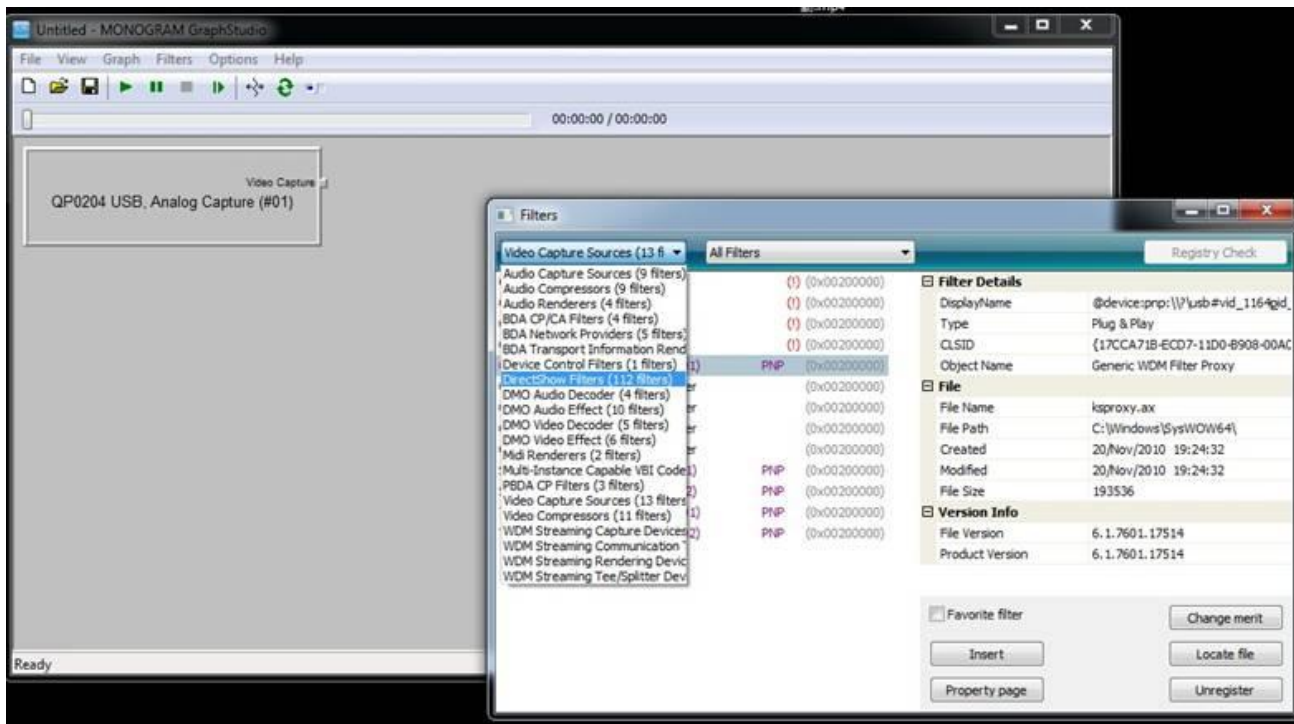 Untitled - MONOGRAM GraphStudio
File View Graph Filters Options Help
00:00:00 / 00:00:00
Video Capture
QP0204 USB, Analog Capture (#01)
Ready
Filters
Video Capture Sources (13 fi
All Filters
Registry Check
Audio Capture Sources (9 filters)
Audio Compressors (9 filters)
Audio Renderers (4 filters)
BDA CP/CA Filters (4 filters)
BDA Network Providers (5 filters)
BDA Transport Information Rend
Device Control Filters (1 filters)
DirectShow Filters (112 filters)
DMO Audio Decoder (4 filters)
DMO Audio Effect (10 filters)
DMO Video Decoder (5 filters)
DMO Video Effect (6 filters)
Midi Renderers (2 filters)
Multi-Instance Capable VBI Code
PBDA CP Filters (3 filters)
Video Capture Sources (13 filters
Video Compressors (11 filters)
WDM Streaming Capture Devices
WDM Streaming Communication
WDM Streaming Rendering Devic
WDM Streaming Tee/Splitter Dev
(!) (0x00200000)
(!) (0x00200000)
(!) (0x00200000)
(!) (0x00200000)
1) PNP (0x00200000)
er (0x00200000)
er (0x00200000)
er (0x00200000)
er (0x00200000)
1) PNP (0x00200000)
2) PNP (0x00200000)
1) PNP (0x00200000)
2) PNP (0x00200000)
Filter Details
DisplayName @device:pnp:\\?\usb#vid_1164&pid_
Type Plug & Play
CLSID {17CCA71B-ECD7-11D0-B908-00AC
Object Name Generic WDM Filter Proxy
File
File Name ksproxy.ax
File Path C:\Windows\SysWOW64\
Created 20/Nov/2010 19:24:32
Modified 20/Nov/2010 19:24:32
File Size 193536
Version Info
File Version 6.1.7601.17514
Product Version 6.1.7601.17514
Favorite filter
Change merit
Insert
Locate file
Property page
Unregister